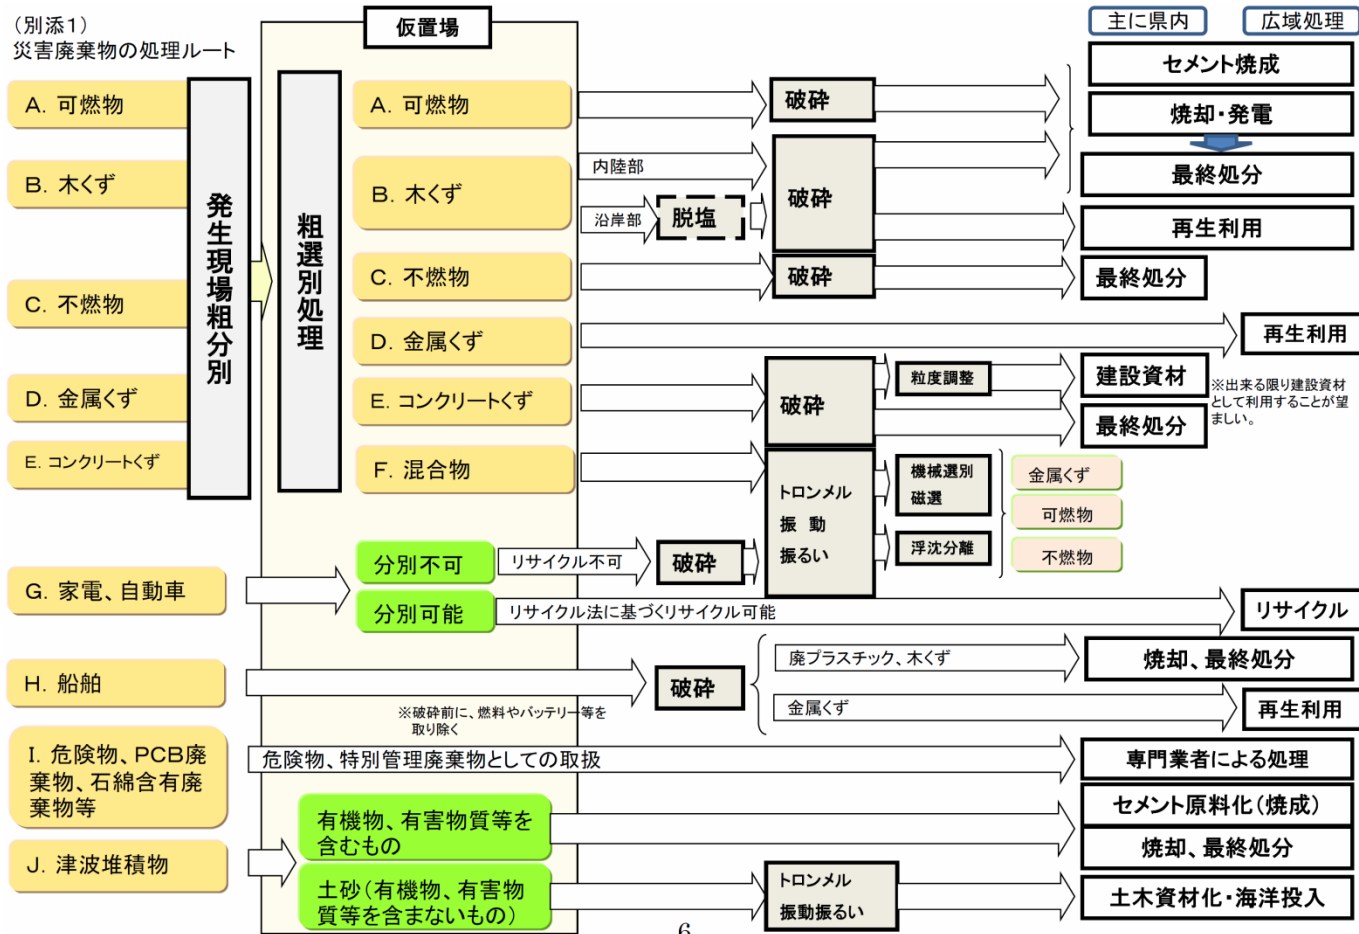 （別添１）
災害廃棄物の処理ルート
仮置場
主に県内
広域処理
A. 可燃物
B. 木くず
C. 不燃物
D. 金属くず
E. コンクリートくず
発生現場粗分別
粗選別処理
A. 可燃物
B. 木くず
C. 不燃物
D. 金属くず
E. コンクリートくず
F. 混合物
内陸部
沿岸部
脱塩
破砕
破砕
破砕
破砕
セメント焼成
焼却・発電
最終処分
再生利用
最終処分
再生利用
粒度調整
建設資材
※出来る限り建設資材
として利用することが望
ましい。
最終処分
トロンメル
振 動
振るい
機械選別
磁選
浮沈分離
金属くず
可燃物
不燃物
G. 家電、自動車
分別不可
リサイクル不可
破砕
分別可能
リサイクル法に基づくリサイクル可能
リサイクル
H. 船舶
※破砕前に、燃料やバッテリー等を
取り除く
破砕
廃プラスチック、木くず
焼却、最終処分
金属くず
再生利用
I. 危険物、PCB廃
棄物、石綿含有廃
棄物等
危険物、特別管理廃棄物としての取扱
専門業者による処理
J. 津波堆積物
有機物、有害物質等を
含むもの
セメント原料化（焼成）
焼却、最終処分
土砂（有機物、有害物
質等を含まないもの）
トロンメル
振動振るい
土木資材化・海洋投入
6